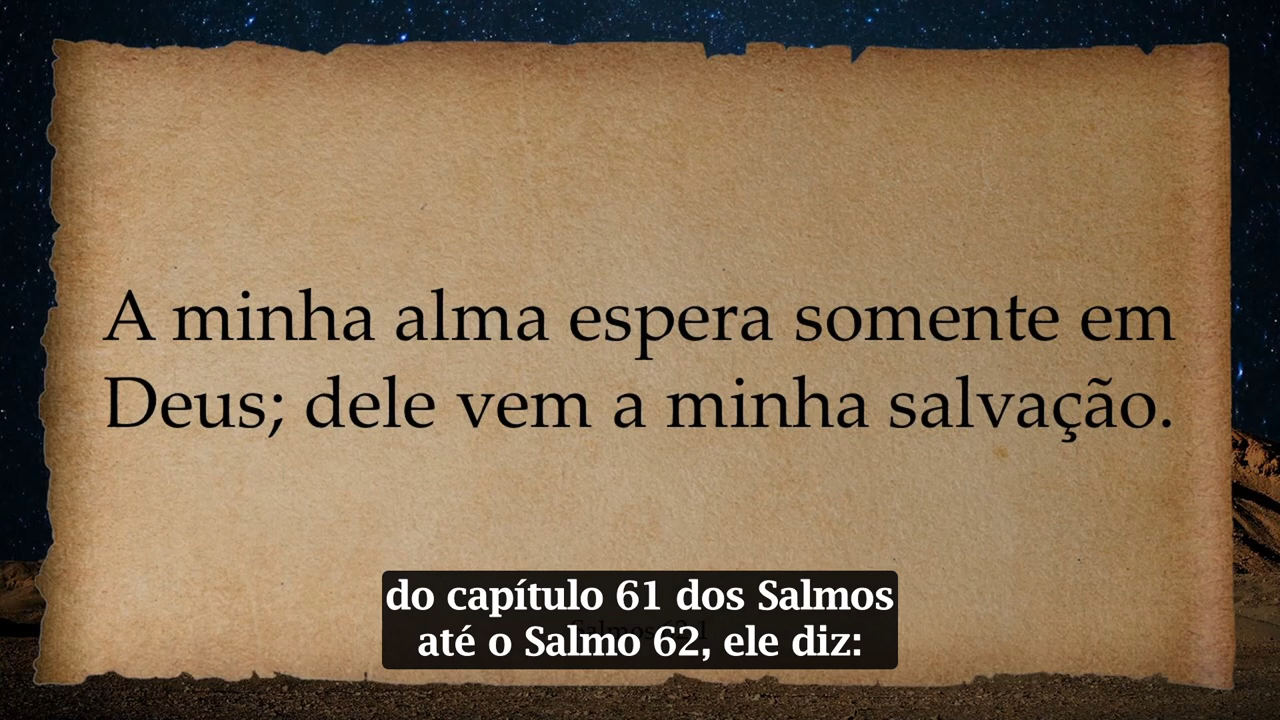 A minha alma espera somente em
Deus; dele vem a minha salvação.
do capítulo 61 dos Salmos
até o Salmo 62, ele diz: